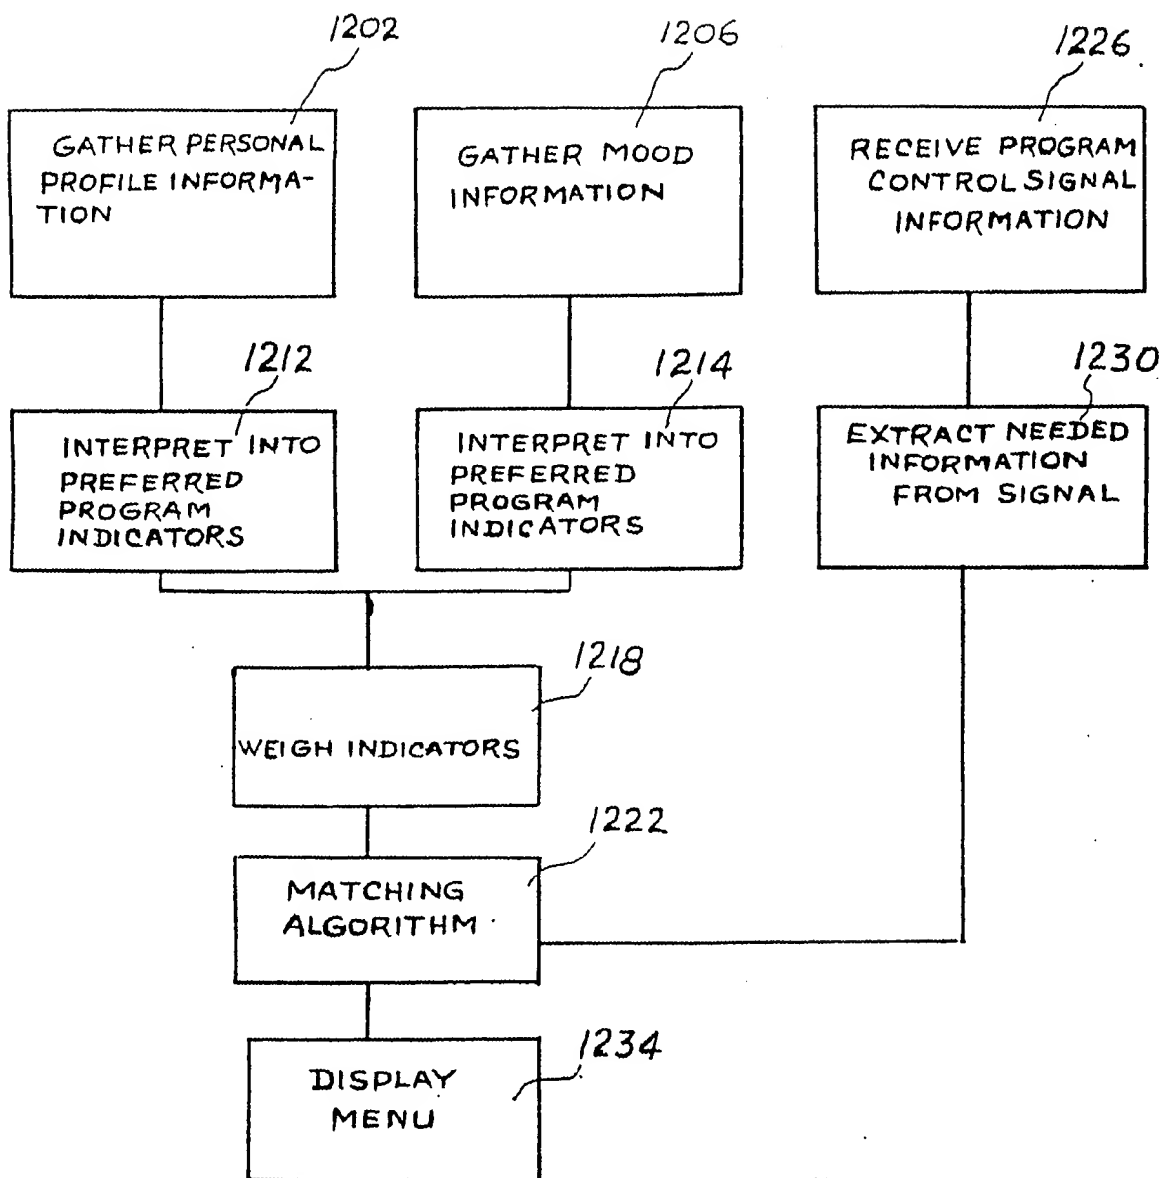 1202
GATHER PERSONAL
PROFILE INFORMA-
TION
1206
GATHER MOOD
INFORMATION
1226
RECEIVE PROGRAM
CONTROL SIGNAL
INFORMATION
1212
INTERPRET INTO
PREFERRED
PROGRAM
INDICATORS
1214
INTERPRET INTO
PREFERRED
PROGRAM
INDICATORS
1230
EXTRACT NEEDED
INFORMATION
FROM SIGNAL
1218
WEIGH INDICATORS
1222
MATCHING
ALGORITHM
1234
DISPLAY
MENU